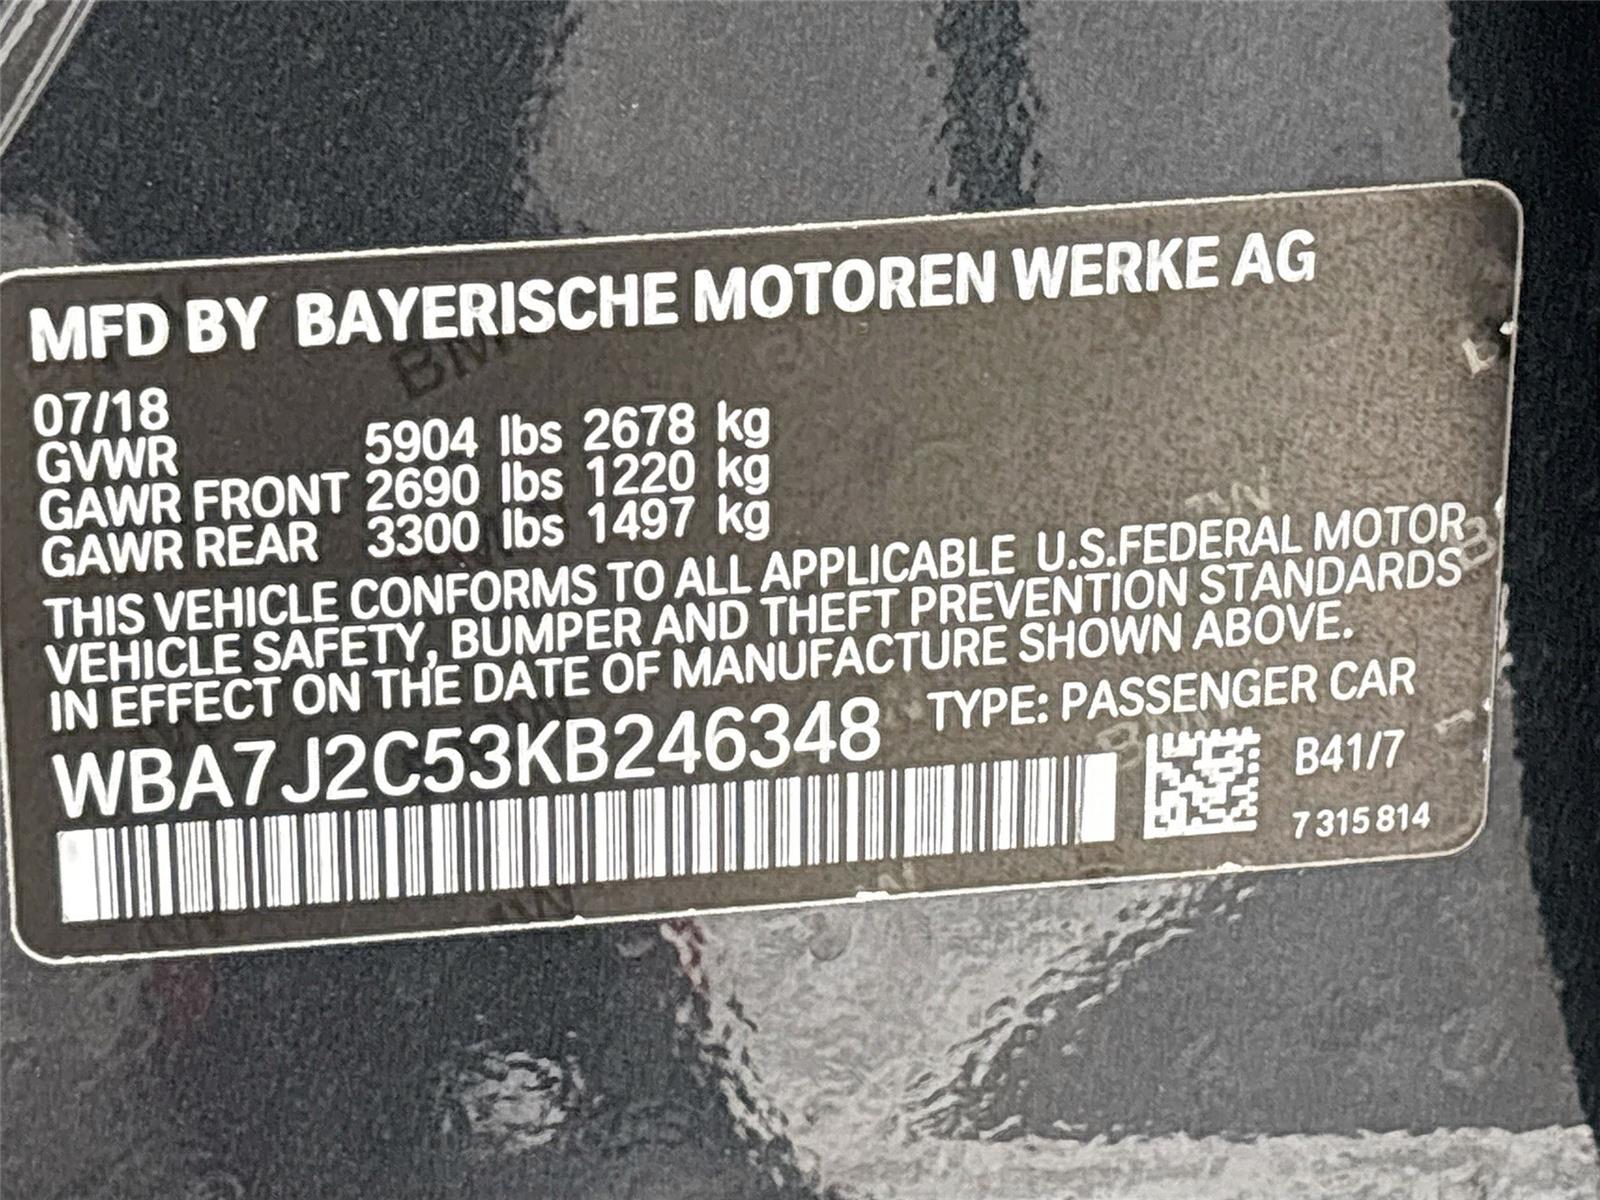 MFD BY BAYERISCHE MOTOREN WERKE AG
07/18
GVWR 5904 lbs 2678 kg
GAWR FRONT 2690 lbs 1220 kg
GAWR REAR 3300 lbs 1497 kg
THIS VEHICLE CONFORMS TO ALL APPLICABLE U.S.FEDERAL MOTOR
VEHICLE SAFETY, BUMPER AND THEFT PREVENTION STANDARDS
IN EFFECT ON THE DATE OF MANUFACTURE SHOWN ABOVE.
WBA7J2C53KB246348 TYPE: PASSENGER CAR
B41/7
7 315 814